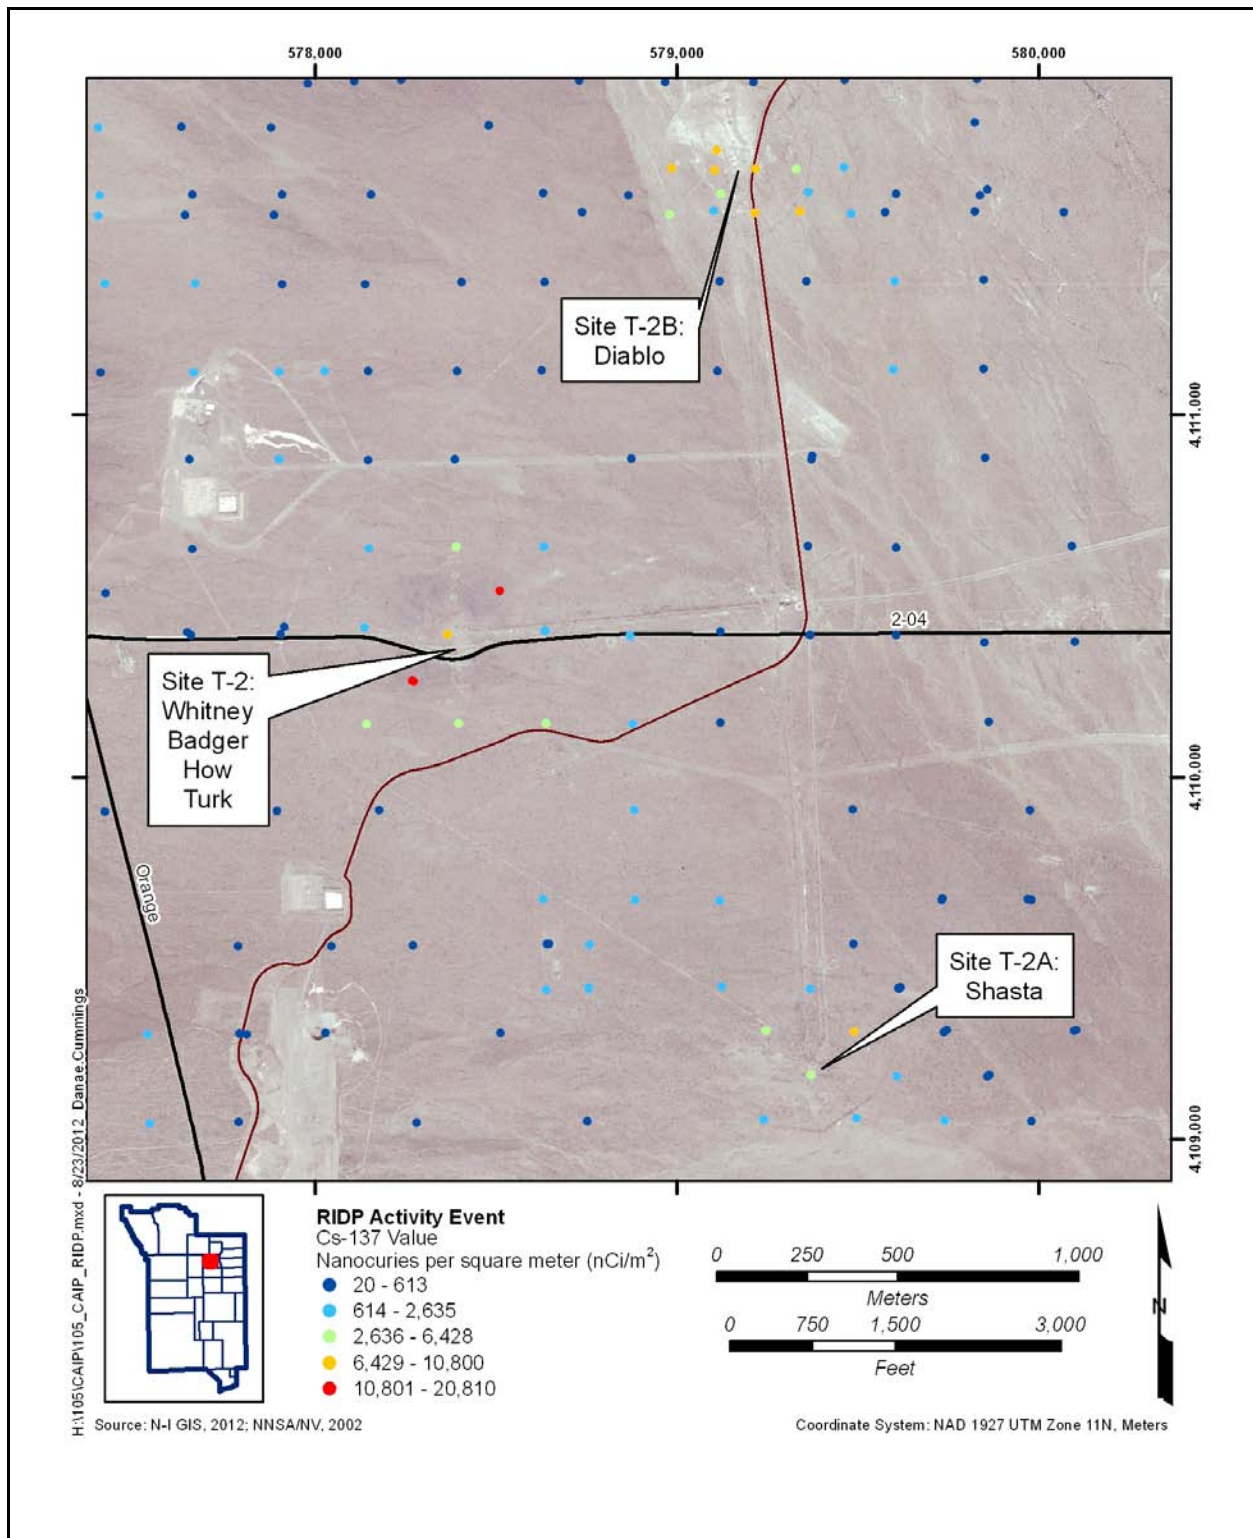 578,000
579,000
580,000
Site T-2B:
Diablo
4,111,000
2-04
Site T-2:
Whitney
Badger
How
Turk
4,110,000
Orange
Site T-2A:
Shasta
4,109,000
H:\105\CAIP\105_CAIP_RIDP.mxd - 8/23/2012 Danae.Cummings
RIDP Activity Event
Cs-137 Value
Nanocuries per square meter (nCi/m²)
20 - 613
614 - 2,635
2,636 - 6,428
6,429 - 10,800
10,801 - 20,810
0 250 500 1,000
Meters
0 750 1,500 3,000
Feet
N
Source: N-I GIS, 2012; NNSA/NV, 2002
Coordinate System: NAD 1927 UTM Zone 11N, Meters